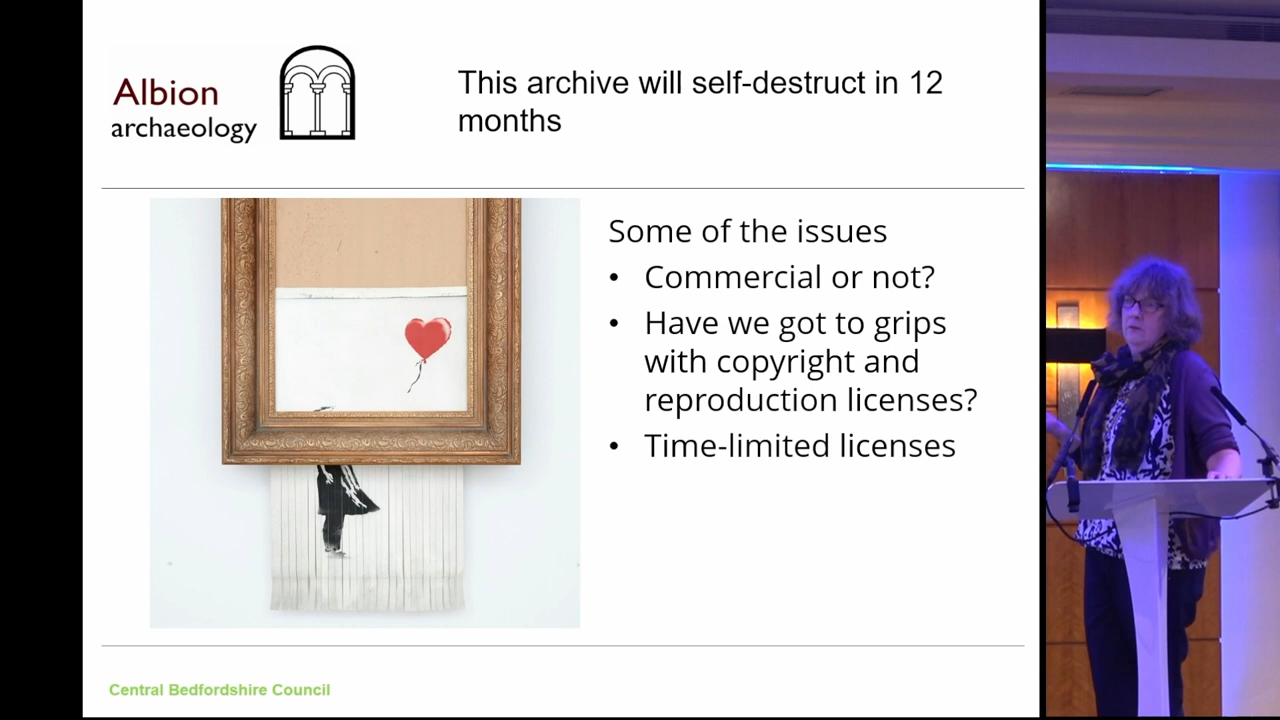 Albion
archaeology
This archive will self-destruct in 12
months
Some of the issues
• Commercial or not?
• Have we got to grips
with copyright and
reproduction licenses?
• Time-limited licenses
Central Bedfordshire Council